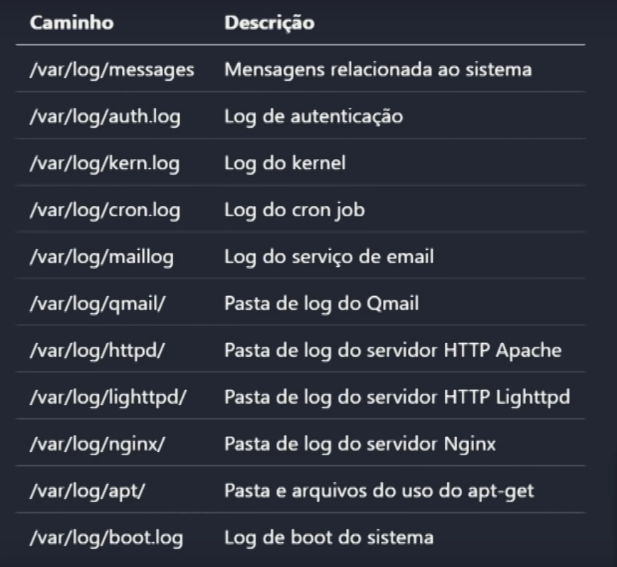 Caminho Descrição
/var/log/messages Mensagens relacionada ao sistema
/var/log/auth.log Log de autenticação
/var/log/kern.log Log do kernel
/var/log/cron.log Log do cron job
/var/log/maillog Log do serviço de email
/var/log/qmail/ Pasta de log do Qmail
/var/log/httpd/ Pasta de log do servidor HTTP Apache
/var/log/lighttpd/ Pasta de log do servidor HTTP Lighttpd
/var/log/nginx/ Pasta de log do servidor Nginx
/var/log/apt/ Pasta e arquivos do uso do apt-get
/var/log/boot.log Log de boot do sistema